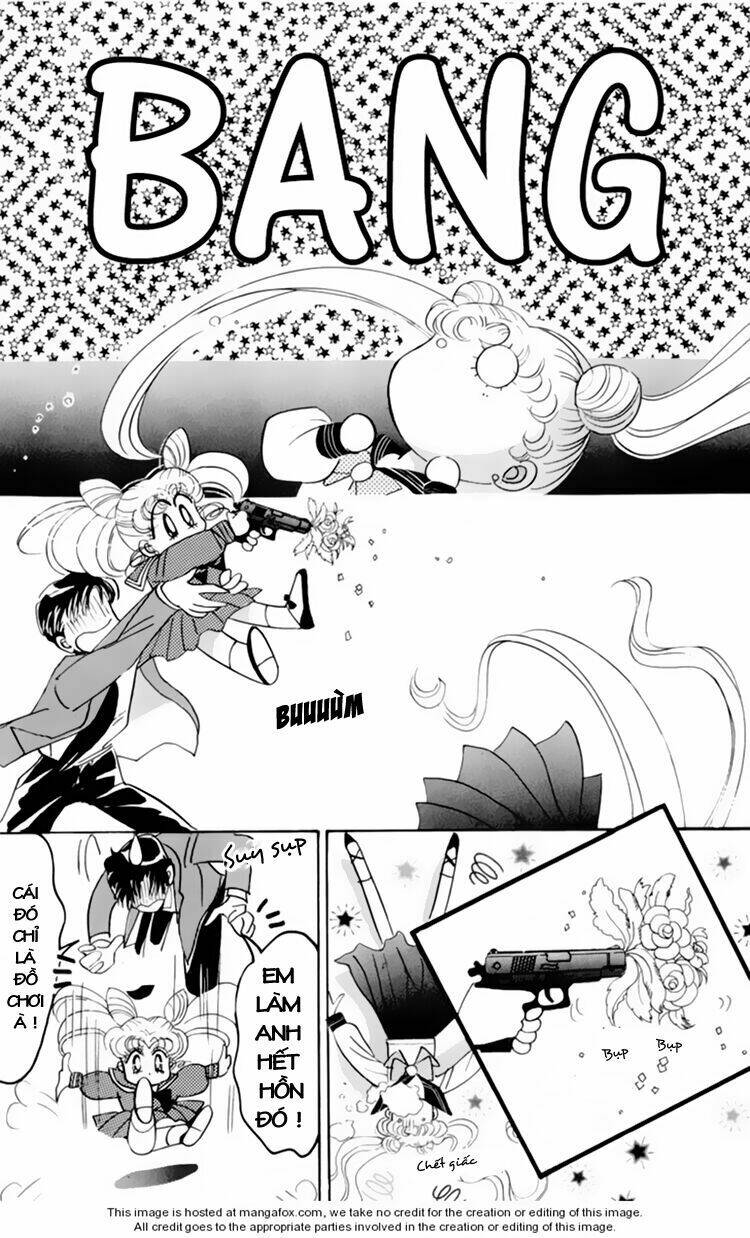 BANG
BUUUÙM
Suy sụp
CÁI
ĐÓ
CHỈ
LÀ
ĐỒ
CHƠI
À !
EM
LÀM
ANH
HẾT
HỒN
ĐÓ !
Bụp
Bụp
Chết giấc
This image is hosted at mangafox.com, we take no credit for the creation or editing of this image.
All credit goes to the appropriate parties involved in the creation or editing of this image.